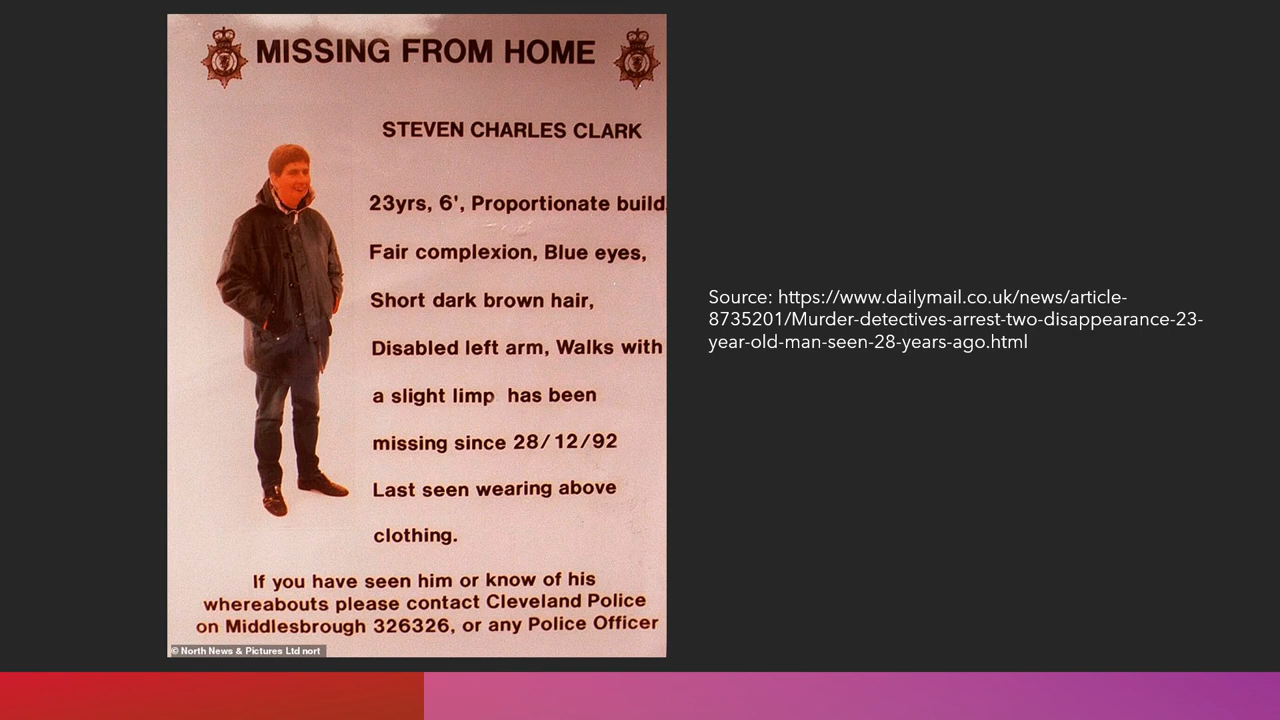 MISSING FROM HOME
STEVEN CHARLES CLARK
23yrs, 6', Proportionate build,
Fair complexion, Blue eyes,
Short dark brown hair,
Disabled left arm, Walks with
a slight limp has been
missing since 28/12/92
Last seen wearing above
clothing.
If you have seen him or know of his
whereabouts please contact Cleveland Police
on Middlesbrough 326326, or any Police Officer
© North News & Pictures Ltd nort
Source: https://www.dailymail.co.uk/news/article-
8735201/Murder-detectives-arrest-two-disappearance-23-
year-old-man-seen-28-years-ago.html